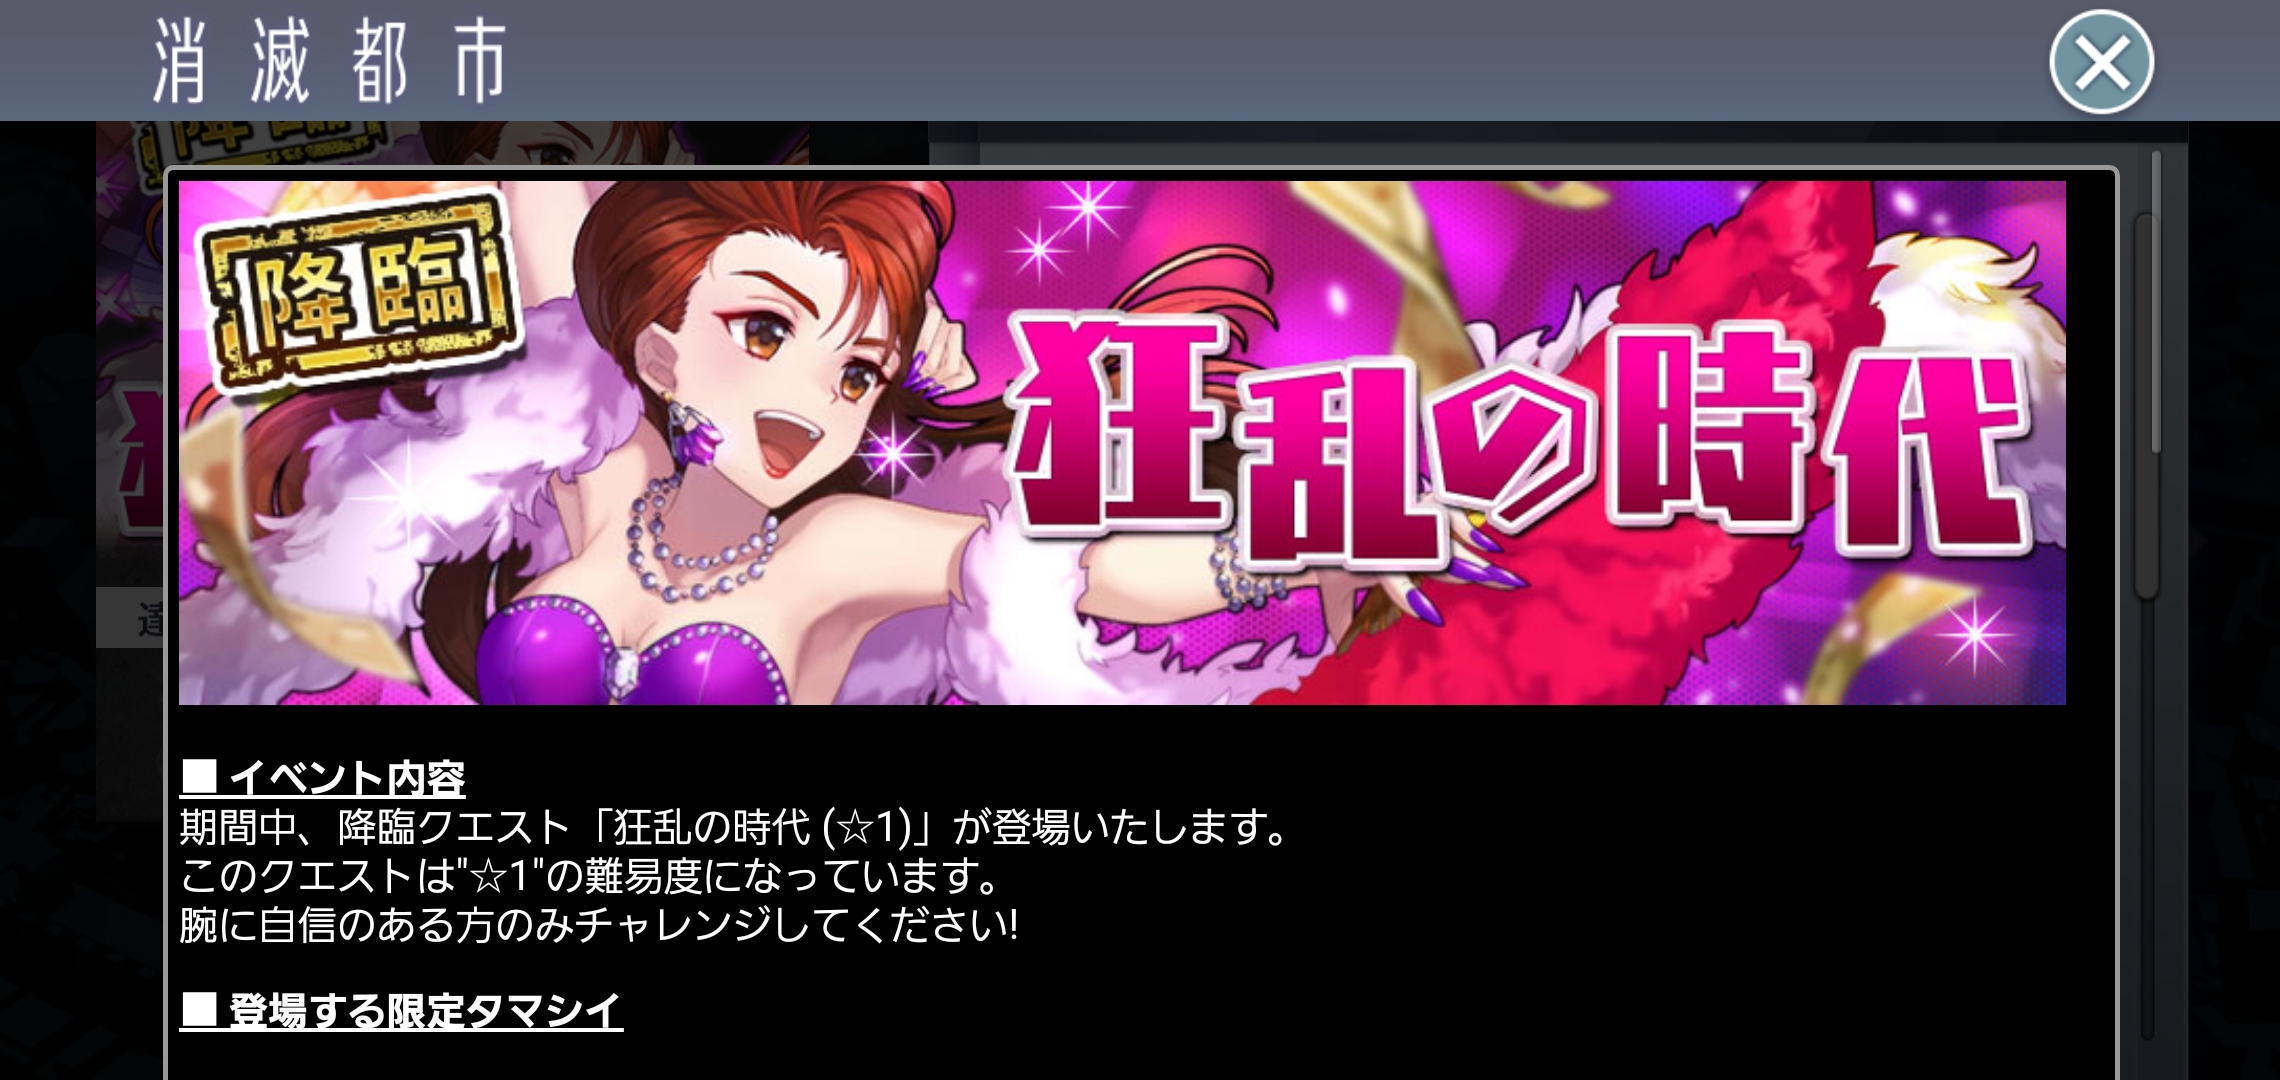 消滅都市
降臨
狂乱の時代
■ イベント内容
期間中、降臨クエスト「狂乱の時代 (☆1)」が登場いたします。
このクエストは"☆1"の難易度になっています。
腕に自信のある方のみチャレンジしてください!
■ 登場する限定タマシイ